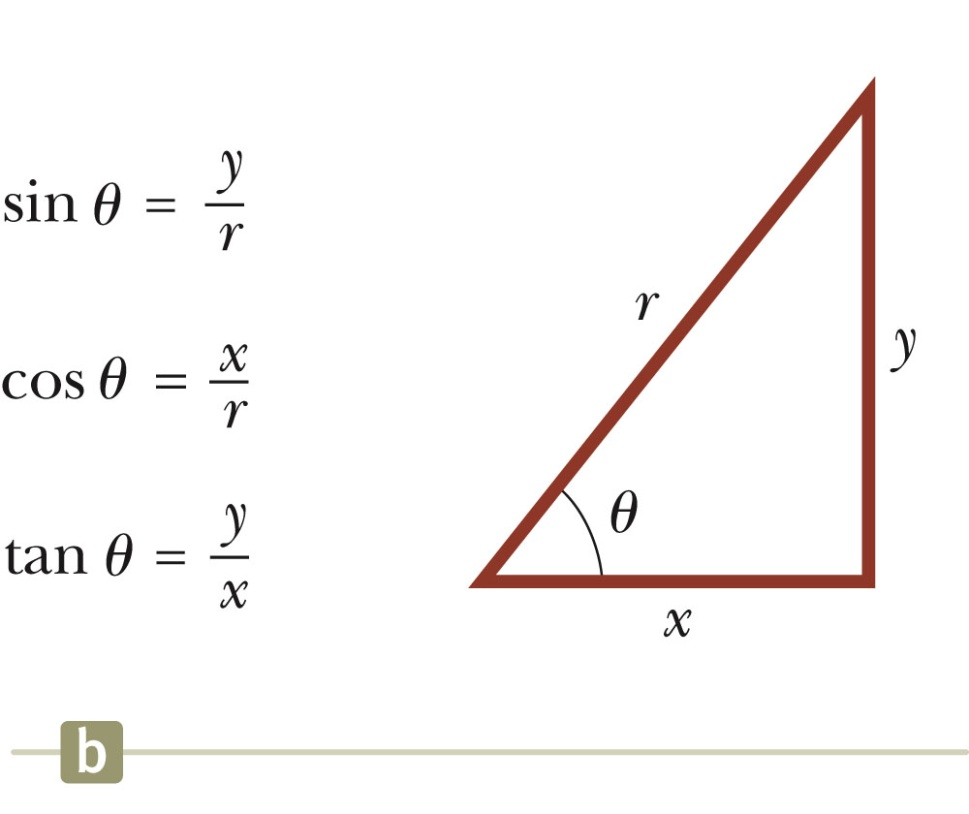 sin θ = y/r
r
y
cos θ = x/r
θ
tan θ = y/x
x
b